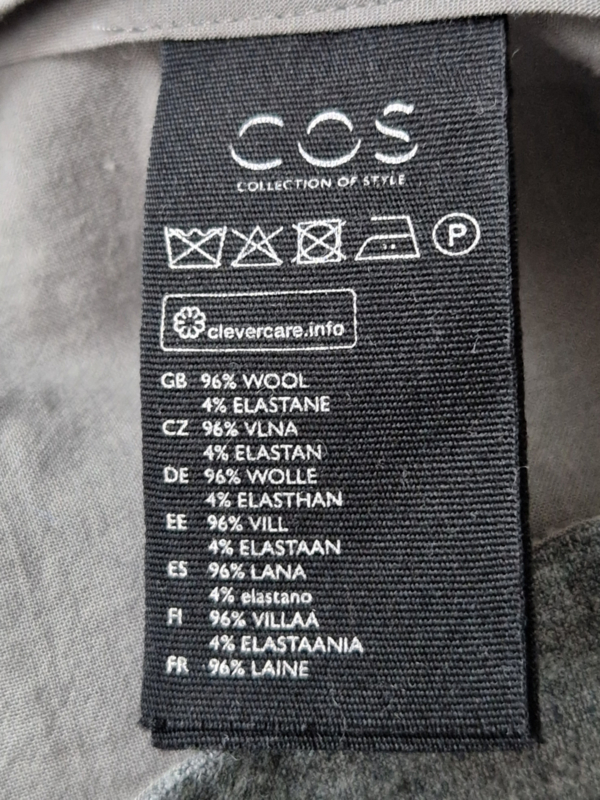 COS
COLLECTION OF STYLE
P
clevercare.info
GB 96% WOOL
4% ELASTANE
CZ 96% VLNA
4% ELASTAN
DE 96% WOLLE
4% ELASTHAN
EE 96% VILL
4% ELASTAAN
ES 96% LANA
4% elastano
FI 96% VILLAA
4% ELASTAANIA
FR 96% LAINE